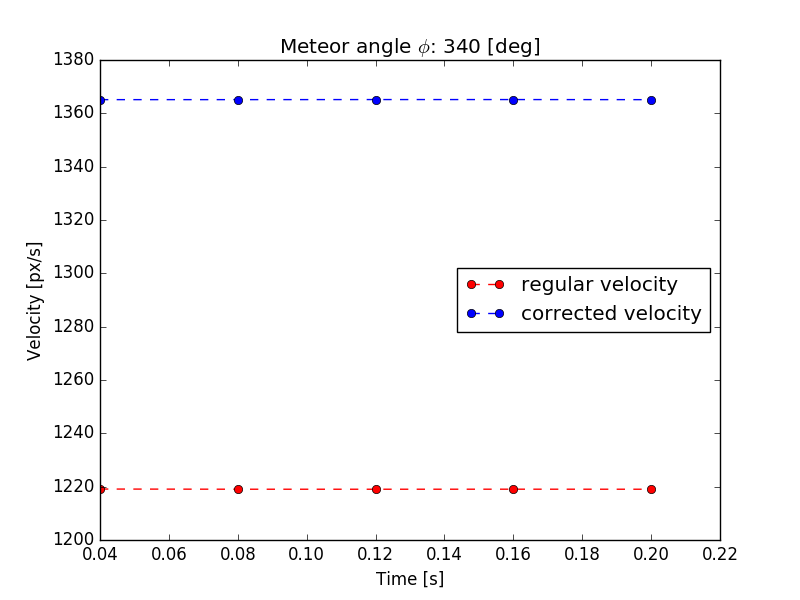 Meteor angle ϕ: 340 [deg]
1380
1360
1340
1320
1300
1280
1260
1240
1220
1200
Velocity [px/s]
regular velocity
corrected velocity
0.04 0.06 0.08 0.10 0.12 0.14 0.16 0.18 0.20 0.22
Time [s]